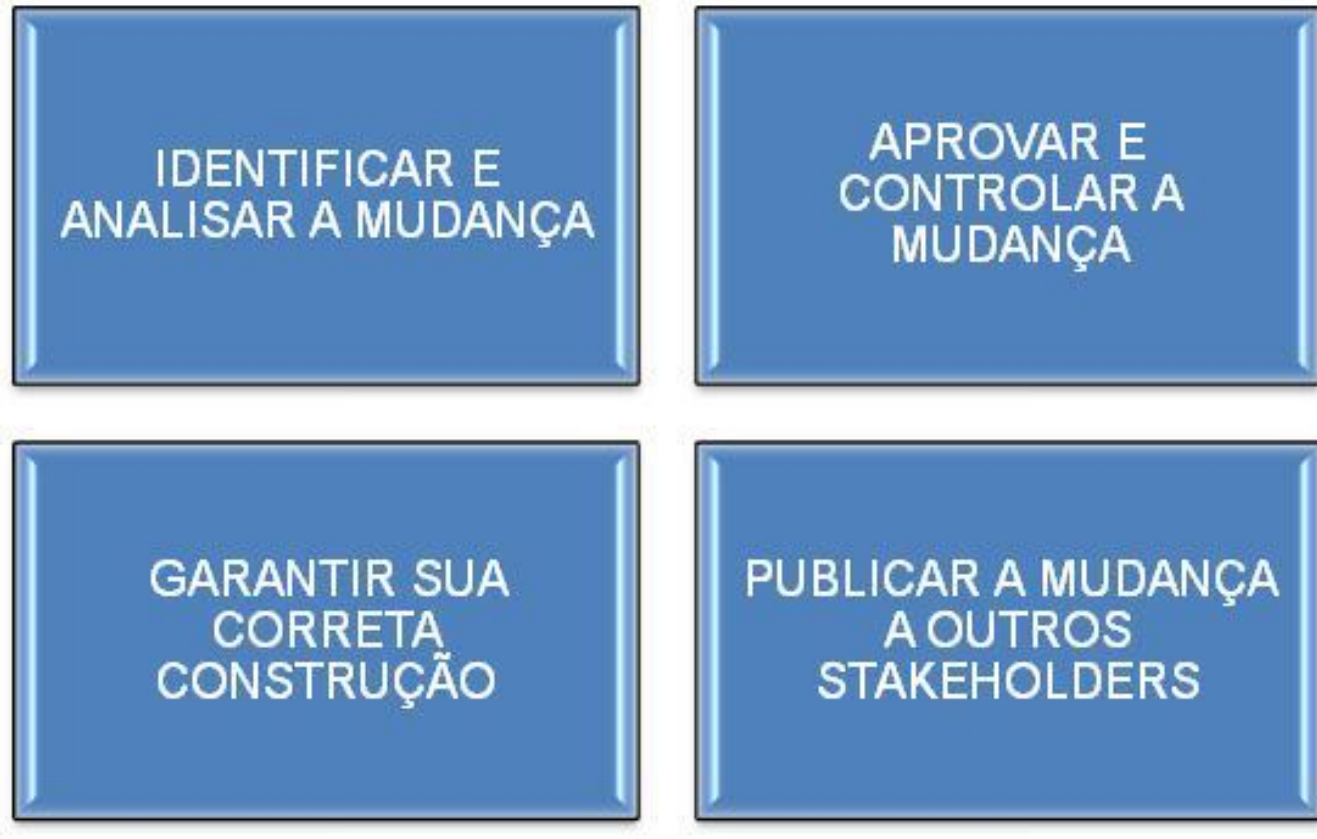 IDENTIFICAR E
ANALISAR A MUDANÇA
APROVAR E
CONTROLAR A
MUDANÇA
GARANTIR SUA
CORRETA
CONSTRUÇÃO
PUBLICAR A MUDANÇA
A OUTROS
STAKEHOLDERS